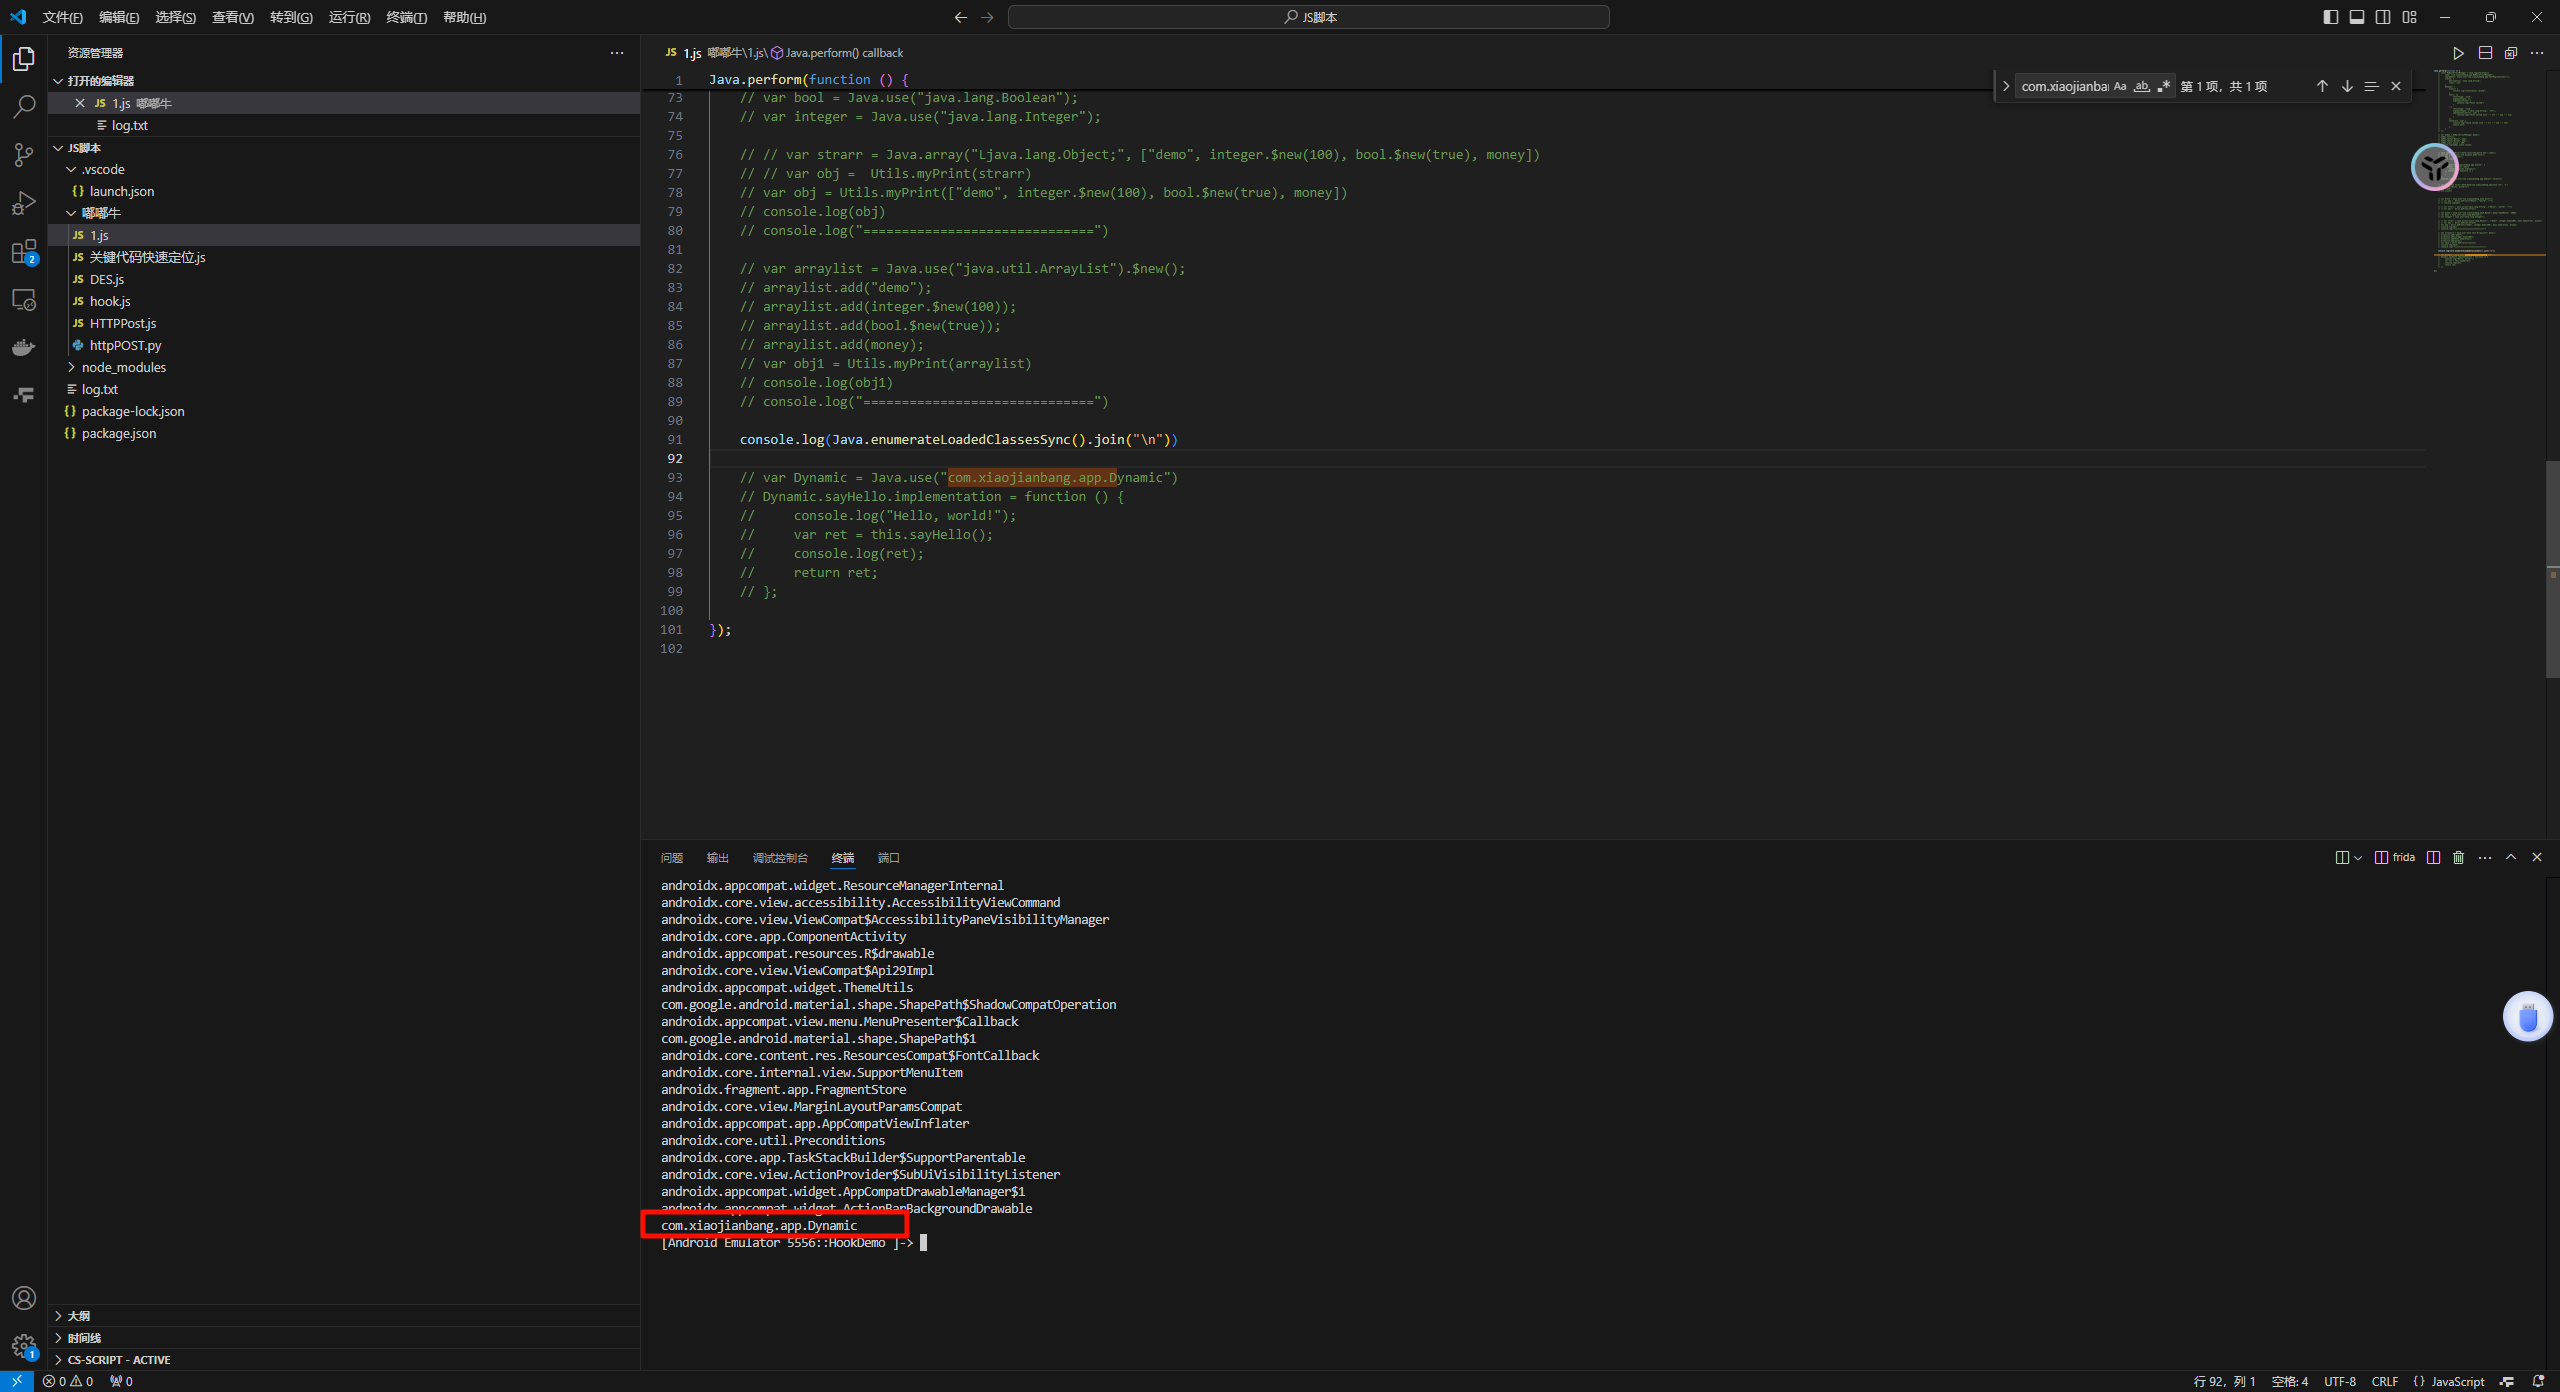 文件(F) 编辑(E) 选择(S) 查看(V) 转到(G) 运行(R) 终端(T) 帮助(H)
JS脚本
资源管理器
打开的编辑器
JS 1.js 嘟嘟牛
log.txt
JS脚本
.vscode
{} launch.json
嘟嘟牛
JS 1.js
JS 关键代码快速定位.js
JS DES.js
JS hook.js
JS HTTPPost.js
httpPOST.py
node_modules
log.txt
{} package-lock.json
{} package.json
2
大纲
时间线
CS-SCRIPT - ACTIVE
1
JS 1.js 嘟嘟牛\1.js\ Java.perform() callback
com.xiaojianba Aa ab 第 1 项，共 1 项
1 Java.perform(function () {
73 // var bool = Java.use("java.lang.Boolean");
74 // var integer = Java.use("java.lang.Integer");
75
76 // // var strarr = Java.array("Ljava.lang.Object;", ["demo", integer.$new(100), bool.$new(true), money])
77 // // var obj =  Utils.myPrint(strarr)
78 // var obj = Utils.myPrint(["demo", integer.$new(100), bool.$new(true), money])
79 // console.log(obj)
80 // console.log("==============================")
81
82 // var arraylist = Java.use("java.util.ArrayList").$new();
83 // arraylist.add("demo");
84 // arraylist.add(integer.$new(100));
85 // arraylist.add(bool.$new(true));
86 // arraylist.add(money);
87 // var obj1 = Utils.myPrint(arraylist)
88 // console.log(obj1)
89 // console.log("==============================")
90
91 console.log(Java.enumerateLoadedClassesSync().join("\n"))
92
93 // var Dynamic = Java.use("com.xiaojianbang.app.Dynamic")
94 // Dynamic.sayHello.implementation = function () {
95 //     console.log("Hello, world!");
96 //     var ret = this.sayHello();
97 //     console.log(ret);
98 //     return ret;
99 // };
100
101 });
102
问题 输出 调试控制台 终端 端口
frida
androidx.appcompat.widget.ResourceManagerInternal
androidx.core.view.accessibility.AccessibilityViewCommand
androidx.core.view.ViewCompat$AccessibilityPaneVisibilityManager
androidx.core.app.ComponentActivity
androidx.appcompat.resources.R$drawable
androidx.core.view.ViewCompat$Api29Impl
androidx.appcompat.widget.ThemeUtils
com.google.android.material.shape.ShapePath$ShadowCompatOperation
androidx.appcompat.view.menu.MenuPresenter$Callback
com.google.android.material.shape.ShapePath$1
androidx.core.content.res.ResourcesCompat$FontCallback
androidx.core.internal.view.SupportMenuItem
androidx.fragment.app.FragmentStore
androidx.core.view.MarginLayoutParamsCompat
androidx.appcompat.app.AppCompatViewInflater
androidx.core.util.Preconditions
androidx.core.app.TaskStackBuilder$SupportParentable
androidx.core.view.ActionProvider$SubUiVisibilityListener
androidx.appcompat.widget.AppCompatDrawableManager$1
androidx.appcompat.widget.ActionBarBackgroundDrawable
com.xiaojianbang.app.Dynamic
[Android Emulator 5556::HookDemo ]->
0 0 0
行 92，列 1 空格: 4 UTF-8 CRLF {} JavaScript